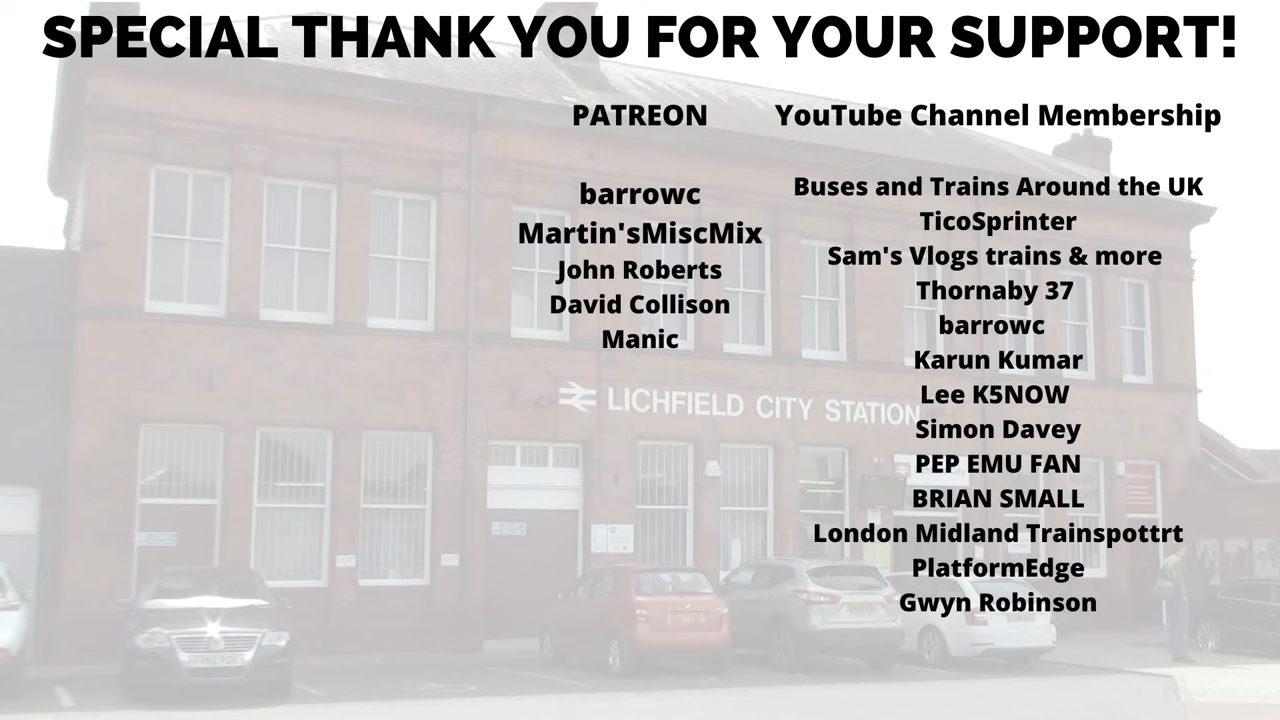 SPECIAL THANK YOU FOR YOUR SUPPORT!
PATREON
barrowc
Martin'sMiscMix
John Roberts
David Collison
Manic
YouTube Channel Membership
Buses and Trains Around the UK
TicoSprinter
Sam's Vlogs trains & more
Thornaby 37
barrowc
Karun Kumar
Lee K5NOW
Simon Davey
PEP EMU FAN
BRIAN SMALL
London Midland Trainspottrt
PlatformEdge
Gwyn Robinson
LICHFIELD CITY STATION